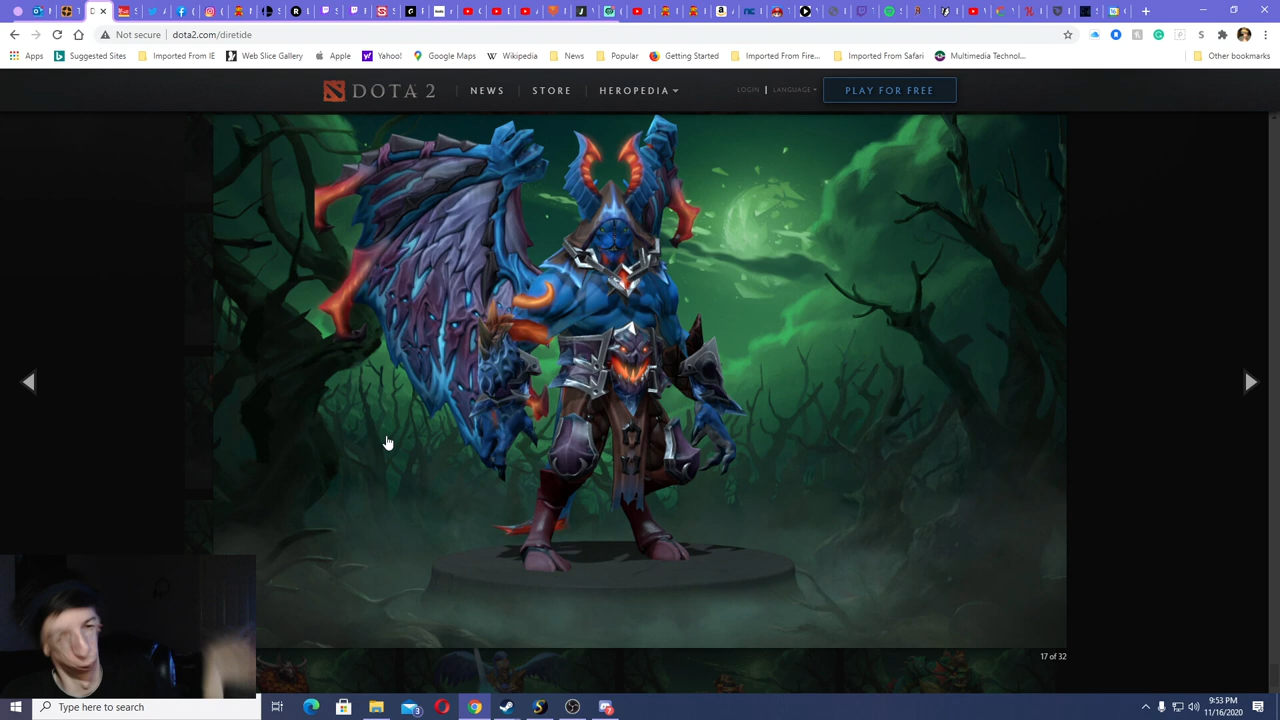 Not secure | dota2.com/diretide
Apps Suggested Sites Imported From IE Web Slice Gallery Apple Yahoo! Google Maps Wikipedia News Popular Getting Started Imported From Fire... Imported From Safari Multimedia Technol... Other bookmarks
DOTA 2 NEWS STORE HEROPEDIA LOGIN | LANGUAGE PLAY FOR FREE
17 of 32
Type here to search
9:53 PM
11/16/2020